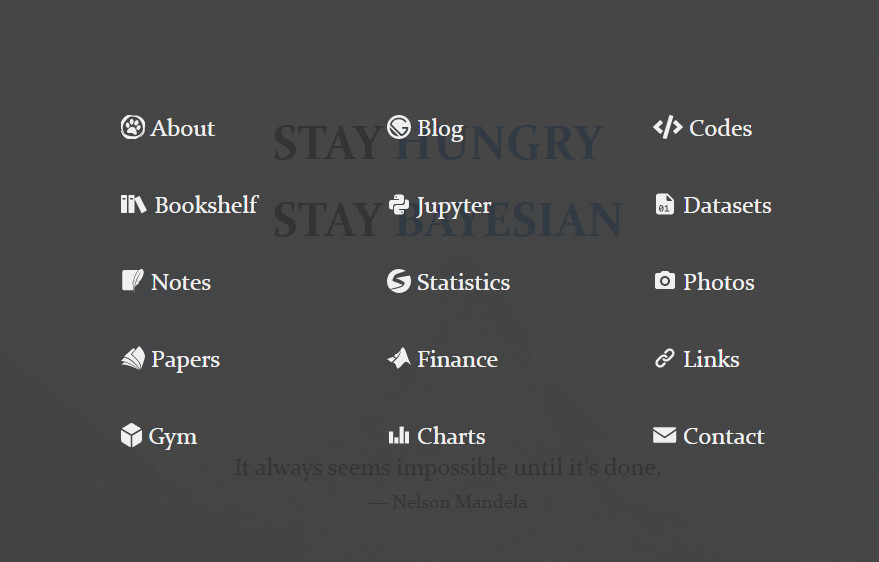 STAY HUNGRY
STAY BAYESIAN
About Blog Codes
Bookshelf Jupyter Datasets
Notes Statistics Photos
Papers Finance Links
Gym Charts Contact
It always seems impossible until it's done.
— Nelson Mandela